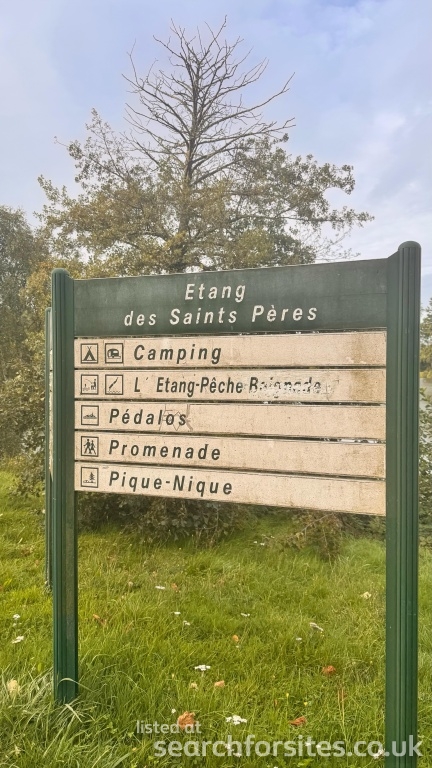 Etang
des Saints Pères
Camping
L'Etang-Pêche Baignade
Pédalos
Promenade
Pique-Nique
listed at
searchforsites.co.uk